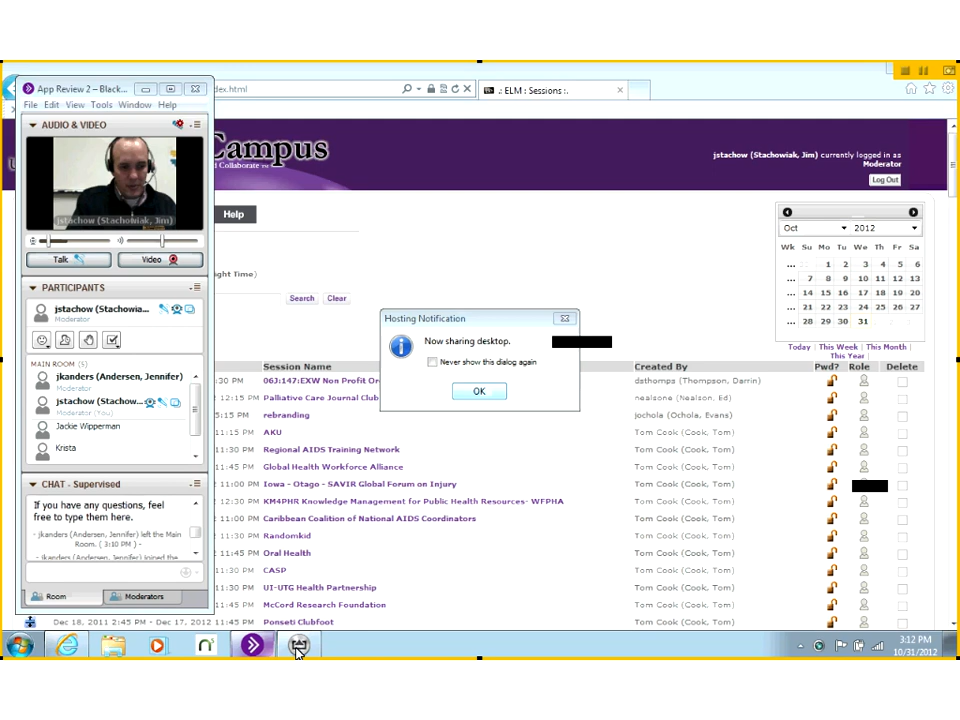 App Review 2 – Black...
dex.html
.: ELM : Sessions :.
File Edit View Tools Window Help
AUDIO & VIDEO
Campus
Collaborate
jstachow (Stachowiak, Jim) currently logged in as
Moderator
Log Out
jstachow (Stachowiak, Jim)
Help
Oct 2012
Wk Su Mo Tu We Th Fr Sa
... 1 2 3 4 5 6
... 7 8 9 10 11 12 13
... 14 15 16 17 18 19 20
... 21 22 23 24 25 26 27
... 28 29 30 31
Today | This Week | This Month |
This Year |
Talk Video
ight Time)
PARTICIPANTS
Search Clear
jstachow (Stachowia...
Moderator
Hosting Notification
Now sharing desktop.
Never show this dialog again
OK
MAIN ROOM (5)
jkanders (Andersen, Jennifer)
Moderator
jstachow (Stachow...
Moderator (You)
Jackie Wipperman
Krista
Session Name Created By Pwd? Role Delete
:30 PM 06J:147:EXW Non Profit Or dathomps (Thompson, Darrin)
12:15 PM Palliative Care Journal Club nealsone (Nealson, Ed)
5:15 PM rebranding jochola (Ochola, Evans)
11:15 PM AKU Tom Cook (Cook, Tom)
11:30 PM Regional AIDS Training Network Tom Cook (Cook, Tom)
11:45 PM Global Health Workforce Alliance Tom Cook (Cook, Tom)
2 11:00 PM Iowa - Otago - SAVIR Global Forum on Injury Tom Cook (Cook, Tom)
2 12:30 PM KM4PHR Knowledge Management for Public Health Resources- WFPHA Tom Cook (Cook, Tom)
2 11:00 PM Caribbean Coalition of National AIDS Coordinators Tom Cook (Cook, Tom)
2 11:30 PM Randomkid Tom Cook (Cook, Tom)
2 11:45 PM Oral Health Tom Cook (Cook, Tom)
11:30 PM CASP Tom Cook (Cook, Tom)
11:30 PM UI-UTG Health Partnership Tom Cook (Cook, Tom)
11:45 PM McCord Research Foundation Tom Cook (Cook, Tom)
Dec 18, 2011 2:45 PM - Dec 17, 2012 11:45 PM Ponseti Clubfoot Tom Cook (Cook, Tom)
CHAT - Supervised
If you have any questions, feel
free to type them here.
- jkanders (Andersen, Jennifer) left the Main
Room. ( 3:10 PM ) -
- jkanders (Andersen, Jennifer) joined the
Room Moderators
3:12 PM
10/31/2012